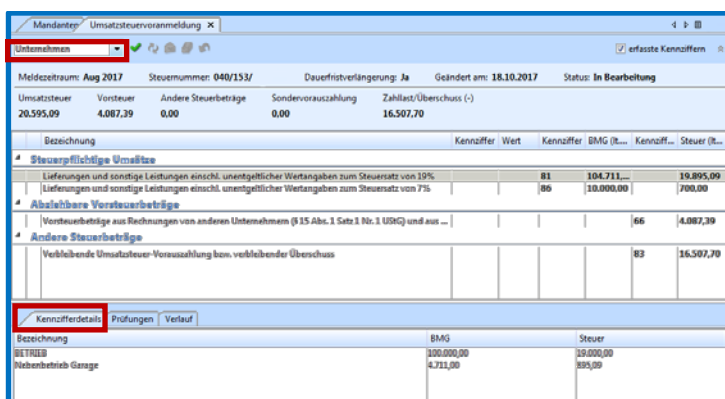 Mandanten Umsatzsteuervoranmeldung
Unternehmen erfasste Kennziffern
Meldezeitraum: Aug 2017 Steuernummer: 040/153/ Dauerfristverlängerung: Ja Geändert am: 18.10.2017 Status: In Bearbeitung
Umsatzsteuer Vorsteuer Andere Steuerbeträge Sondervorauszahlung Zahllast/Überschuss (-)
20.595,09 4.087,39 0,00 0,00 16.507,70
Bezeichnung Kennziffer Wert Kennziffer BMG (lt.... Kennziff... Steuer (lt...
Steuerpflichtige Umsätze
Lieferungen und sonstige Leistungen einschl. unentgeltlicher Wertangaben zum Steuersatz von 19% 81 104.711,... 19.895,09
Lieferungen und sonstige Leistungen einschl. unentgeltlicher Wertangaben zum Steuersatz von 7% 86 10.000,00 700,00
Abziehbare Vorsteuerbeträge
Vorsteuerbeträge aus Rechnungen von anderen Unternehmern (§ 15 Abs. 1 Satz 1 Nr. 1 UStG) und aus ... 66 4.087,39
Andere Steuerbeträge
Verbleibende Umsatzsteuer-Vorauszahlung bzw. verbleibender Überschuss 83 16.507,70
Kennzifferdetails Prüfungen Verlauf
Bezeichnung BMG Steuer
BETRIEB 100.000,00 19.000,00
Nebenbetrieb Garage 4.711,00 895,09